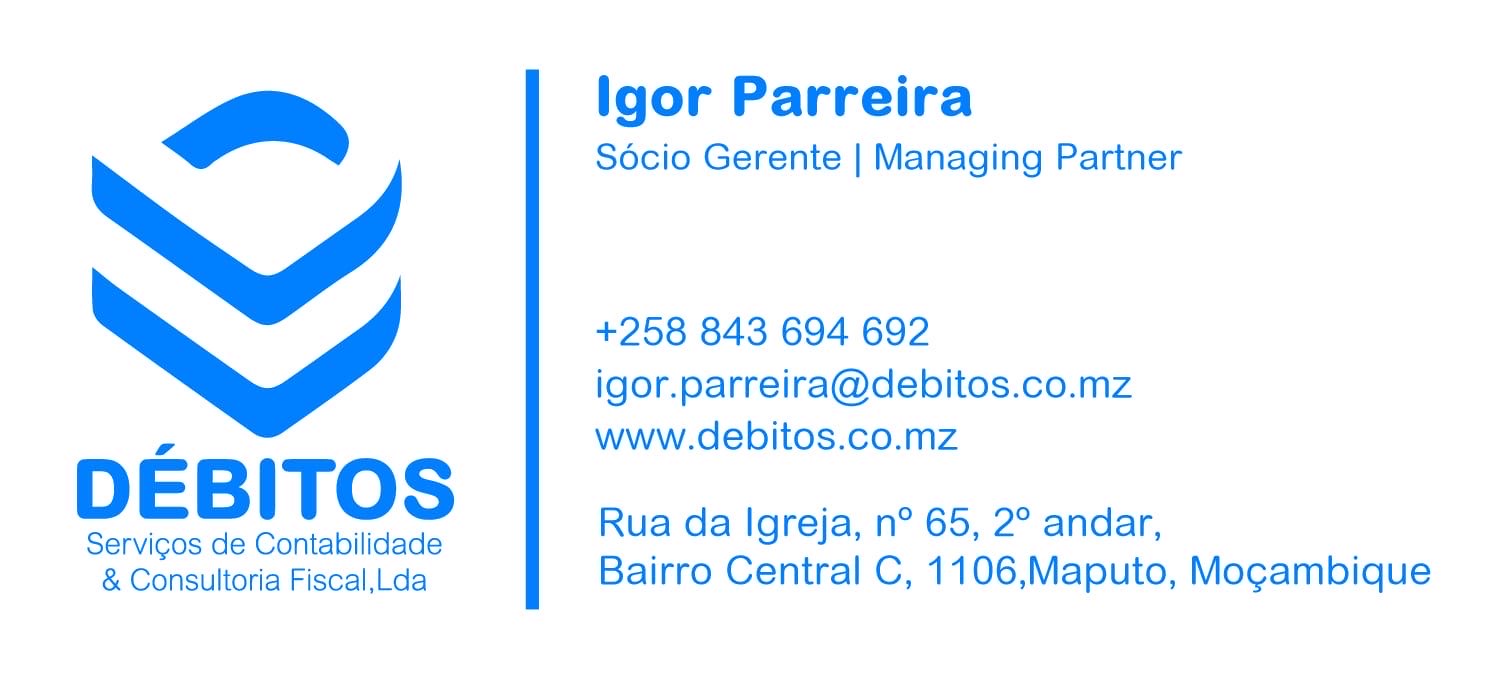 DÉBITOS
Serviços de Contabilidade
& Consultoria Fiscal,Lda
Igor Parreira
Sócio Gerente | Managing Partner
+258 843 694 692
igor.parreira@debitos.co.mz
www.debitos.co.mz
Rua da Igreja, nº 65, 2º andar,
Bairro Central C, 1106,Maputo, Moçambique